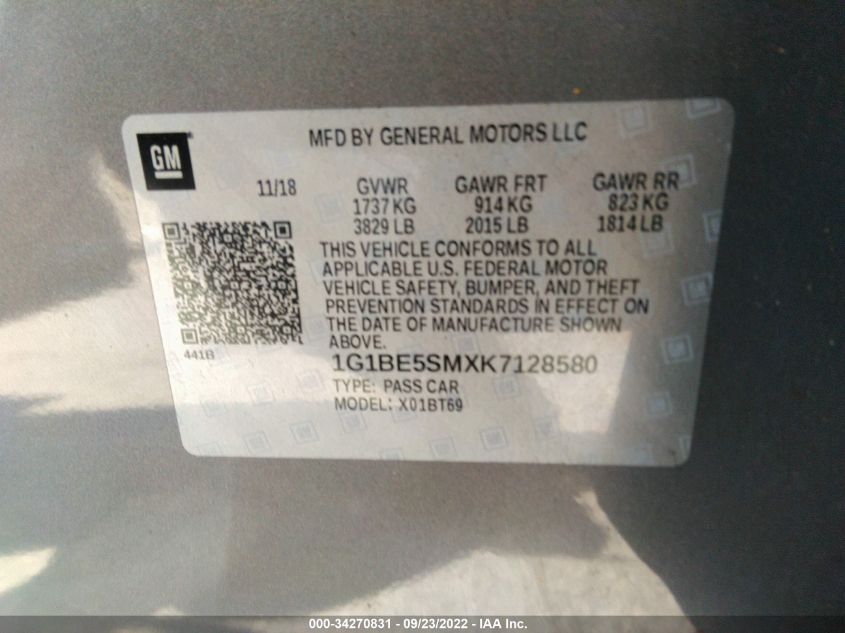 GM
MFD BY GENERAL MOTORS LLC
11/18 GVWR GAWR FRT GAWR RR
1737 KG 914 KG 823 KG
3829 LB 2015 LB 1814 LB
THIS VEHICLE CONFORMS TO ALL
APPLICABLE U.S. FEDERAL MOTOR
VEHICLE SAFETY, BUMPER, AND THEFT
PREVENTION STANDARDS IN EFFECT ON
THE DATE OF MANUFACTURE SHOWN
ABOVE.
441B
1G1BE5SMXK7128580
TYPE: PASS CAR
MODEL: X01BT69
000-34270831 - 09/23/2022 - IAA Inc.